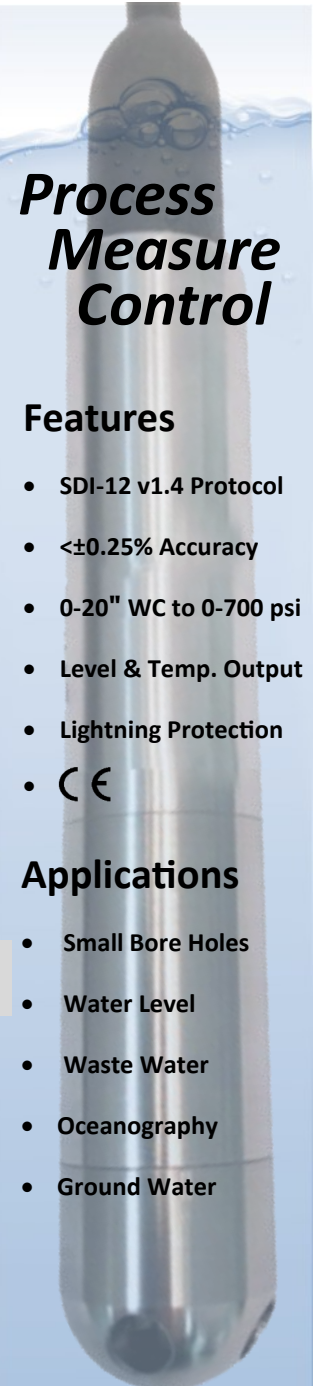 Process
Measure
Control
Features
• SDI-12 v1.4 Protocol
• <±0.25% Accuracy
• 0-20" WC to 0-700 psi
• Level & Temp. Output
• Lightning Protection
• CE
Applications
• Small Bore Holes
• Water Level
• Waste Water
• Oceanography
• Ground Water